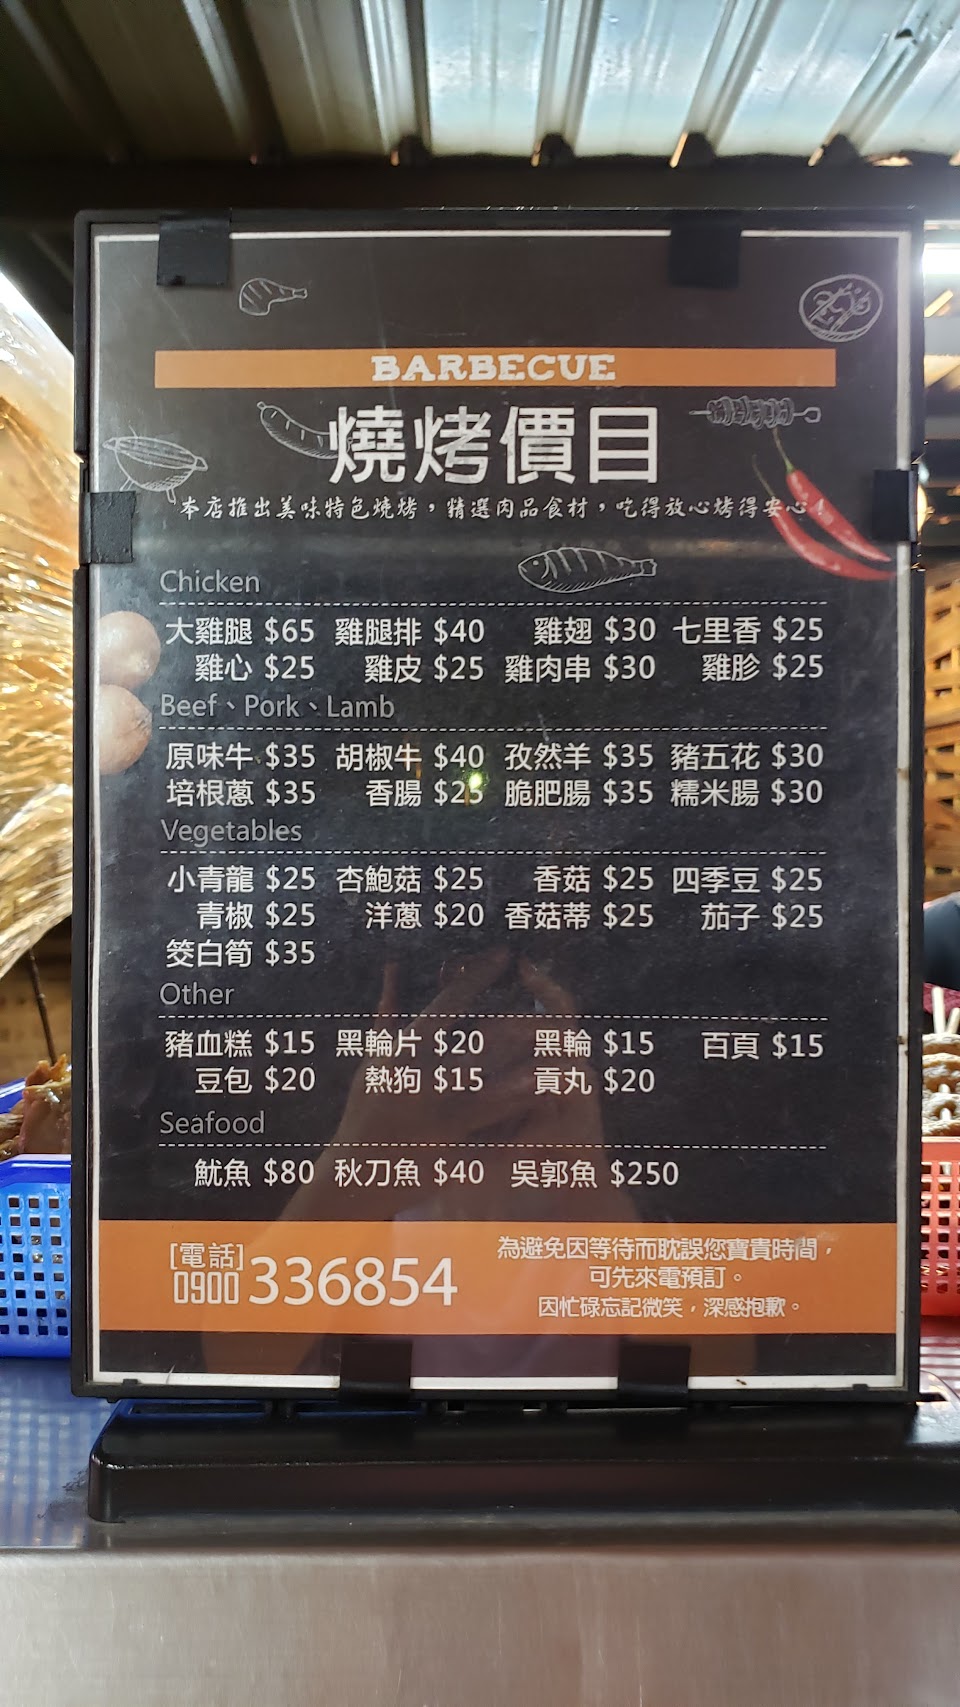 BARBECUE
燒烤價目
本店推出美味特色燒烤，精選肉品食材，吃得放心烤得安心！
Chicken
大雞腿 $65 雞腿排 $40 雞翅 $30 七里香 $25
雞心 $25 雞皮 $25 雞肉串 $30 雞胗 $25
Beef、Pork、Lamb
原味牛 $35 胡椒牛 $40 孜然羊 $35 豬五花 $30
培根蔥 $35 香腸 $25 脆肥腸 $35 糯米腸 $30
Vegetables
小青龍 $25 杏鮑菇 $25 香菇 $25 四季豆 $25
青椒 $25 洋蔥 $20 香菇蒂 $25 茄子 $25
筊白筍 $35
Other
豬血糕 $15 黑輪片 $20 黑輪 $15 百頁 $15
豆包 $20 熱狗 $15 貢丸 $20
Seafood
魷魚 $80 秋刀魚 $40 吳郭魚 $250
[電話]
0900 336854
為避免因等待而耽誤您寶貴時間，
可先來電預訂。
因忙碌忘記微笑，深感抱歉。